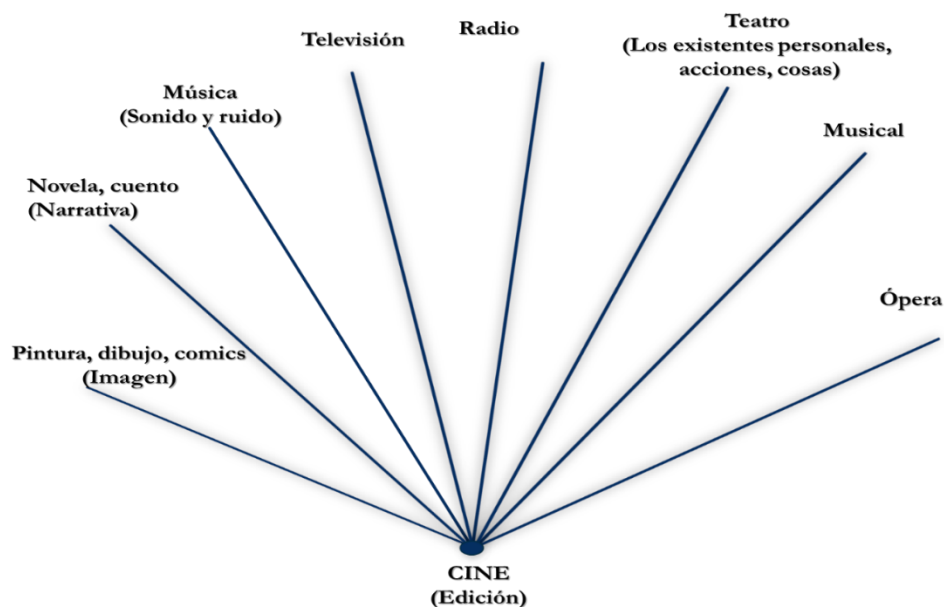 Televisión
Radio
Teatro
(Los existentes personales,
acciones, cosas)
Música
(Sonido y ruido)
Musical
Novela, cuento
(Narrativa)
Ópera
Pintura, dibujo, comics
(Imagen)
CINE
(Edición)